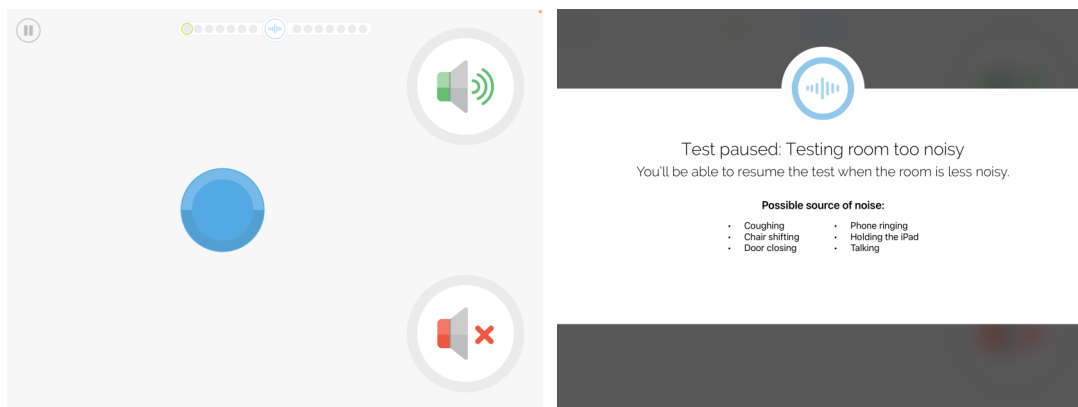 Test paused: Testing room too noisy
You'll be able to resume the test when the room is less noisy.
Possible source of noise:
• Coughing
• Chair shifting
• Door closing
• Phone ringing
• Holding the iPad
• Talking